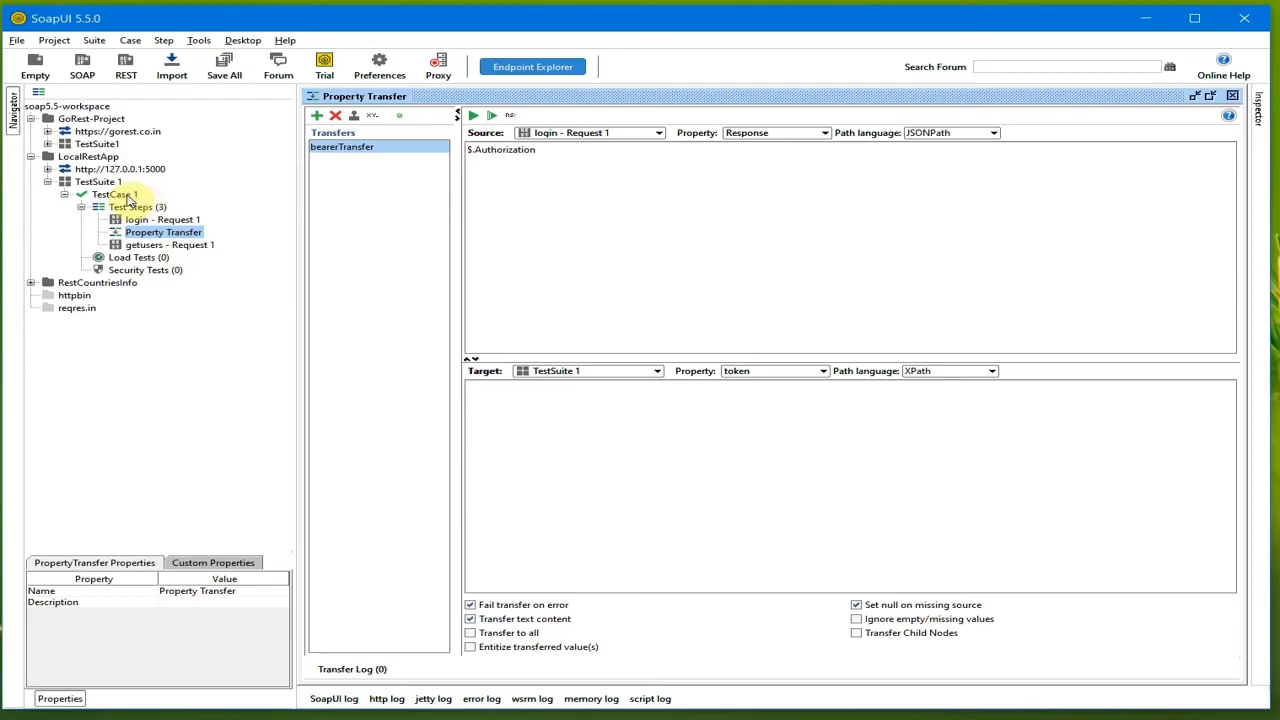 SoapUI 5.5.0
File Project Suite Case Step Tools Desktop Help
Empty SOAP REST Import Save All Forum Trial Preferences Proxy Endpoint Explorer Search Forum Online Help
Navigator
soap5.5-workspace
GoRest-Project
https://gorest.co.in
TestSuite1
LocalRestApp
http://127.0.0.1:5000
TestSuite 1
TestCase 1
Test Steps (3)
login - Request 1
Property Transfer
getusers - Request 1
Load Tests (0)
Security Tests (0)
RestCountriesInfo
httpbin
reqres.in
PropertyTransfer Properties Custom Properties
Property Value
Name Property Transfer
Description
Properties
Property Transfer
Transfers
bearerTransfer
Source: login - Request 1 Property: Response Path language: JSONPath
$.Authorization
Target: TestSuite 1 Property: token Path language: XPath
Fail transfer on error Set null on missing source
Transfer text content Ignore empty/missing values
Transfer to all Transfer Child Nodes
Entitize transferred value(s)
Transfer Log (0)
SoapUI log http log jetty log error log wsrm log memory log script log
Inspector